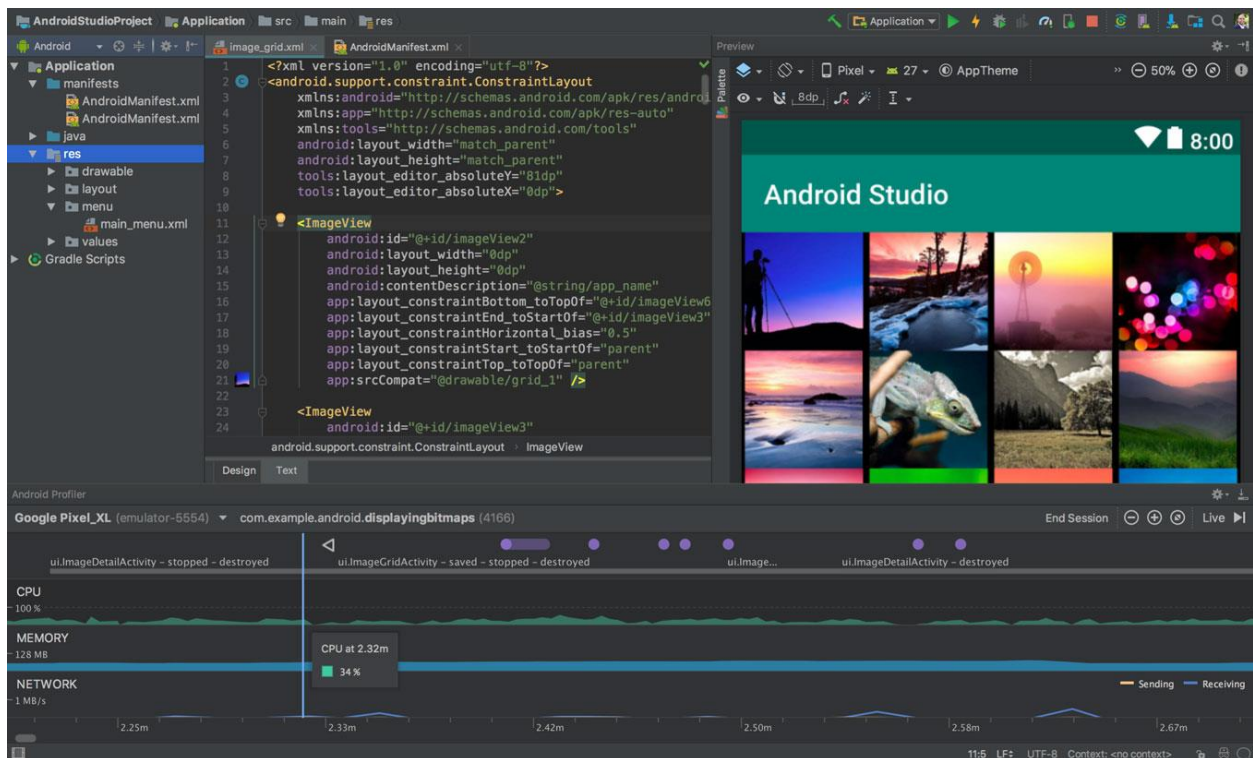 AndroidStudioProject Application src main res Application
Android image_grid.xml AndroidManifest.xml Preview
Application
manifests
AndroidManifest.xml
AndroidManifest.xml
java
res
drawable
layout
menu
main_menu.xml
values
Gradle Scripts
1 <?xml version="1.0" encoding="utf-8"?>
2 <android.support.constraint.ConstraintLayout
3 xmlns:android="http://schemas.android.com/apk/res/androi
4 xmlns:app="http://schemas.android.com/apk/res-auto"
5 xmlns:tools="http://schemas.android.com/tools"
6 android:layout_width="match_parent"
7 android:layout_height="match_parent"
8 tools:layout_editor_absoluteY="81dp"
9 tools:layout_editor_absoluteX="0dp">
10
11 <ImageView
12 android:id="@+id/imageView2"
13 android:layout_width="0dp"
14 android:layout_height="0dp"
15 android:contentDescription="@string/app_name"
16 app:layout_constraintBottom_toTopOf="@+id/imageView6
17 app:layout_constraintEnd_toStartOf="@+id/imageView3"
18 app:layout_constraintHorizontal_bias="0.5"
19 app:layout_constraintStart_toStartOf="parent"
20 app:layout_constraintTop_toTopOf="parent"
21 app:srcCompat="@drawable/grid_1" />
22
23 <ImageView
24 android:id="@+id/imageView3"
android.support.constraint.ConstraintLayout › ImageView
Design Text
Palette
Pixel 27 AppTheme » 50%
8dp
8:00
Android Studio
Android Profiler
Google Pixel_XL (emulator-5554) com.example.android.displayingbitmaps (4166) End Session Live
ui.ImageDetailActivity – stopped – destroyed ui.ImageGridActivity – saved – stopped – destroyed ui.Image... ui.ImageDetailActivity – destroyed
CPU
100 %
MEMORY
128 MB
CPU at 2.32m
34 %
NETWORK
1 MB/s
Sending Receiving
2.25m 2.33m 2.42m 2.50m 2.58m 2.67m
11:5 LF UTF-8 Context: <no context>